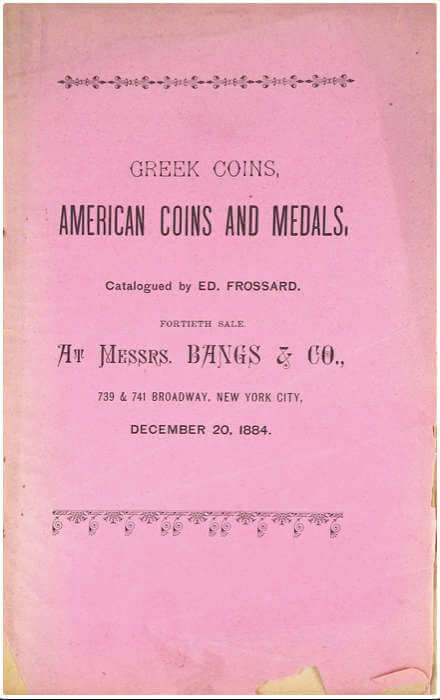 GREEK COINS,
AMERICAN COINS AND MEDALS,
Catalogued by ED. FROSSARD.
FORTIETH SALE.
At Messrs. BANGS & CO.,
739 & 741 BROADWAY, NEW YORK CITY,
DECEMBER 20, 1884.